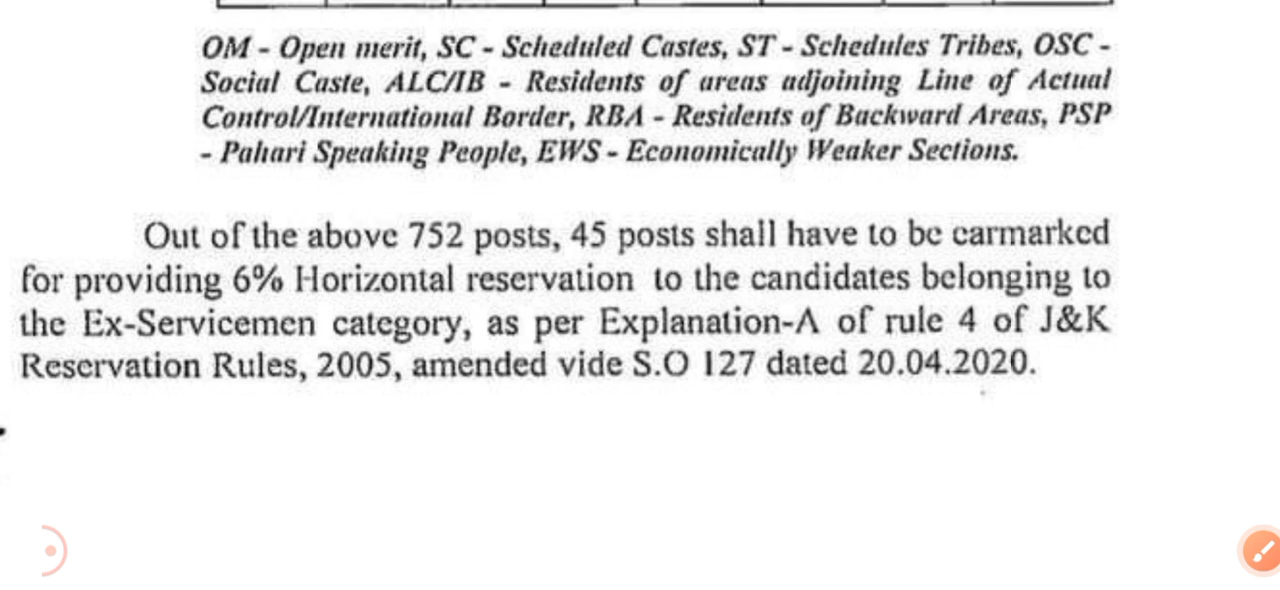 OM - Open merit, SC - Scheduled Castes, ST - Schedules Tribes, OSC -
Social Caste, ALC/IB - Residents of areas adjoining Line of Actual
Control/International Border, RBA - Residents of Backward Areas, PSP
- Pahari Speaking People, EWS - Economically Weaker Sections.
Out of the above 752 posts, 45 posts shall have to be earmarked
for providing 6% Horizontal reservation to the candidates belonging to
the Ex-Servicemen category, as per Explanation-A of rule 4 of J&K
Reservation Rules, 2005, amended vide S.O 127 dated 20.04.2020.